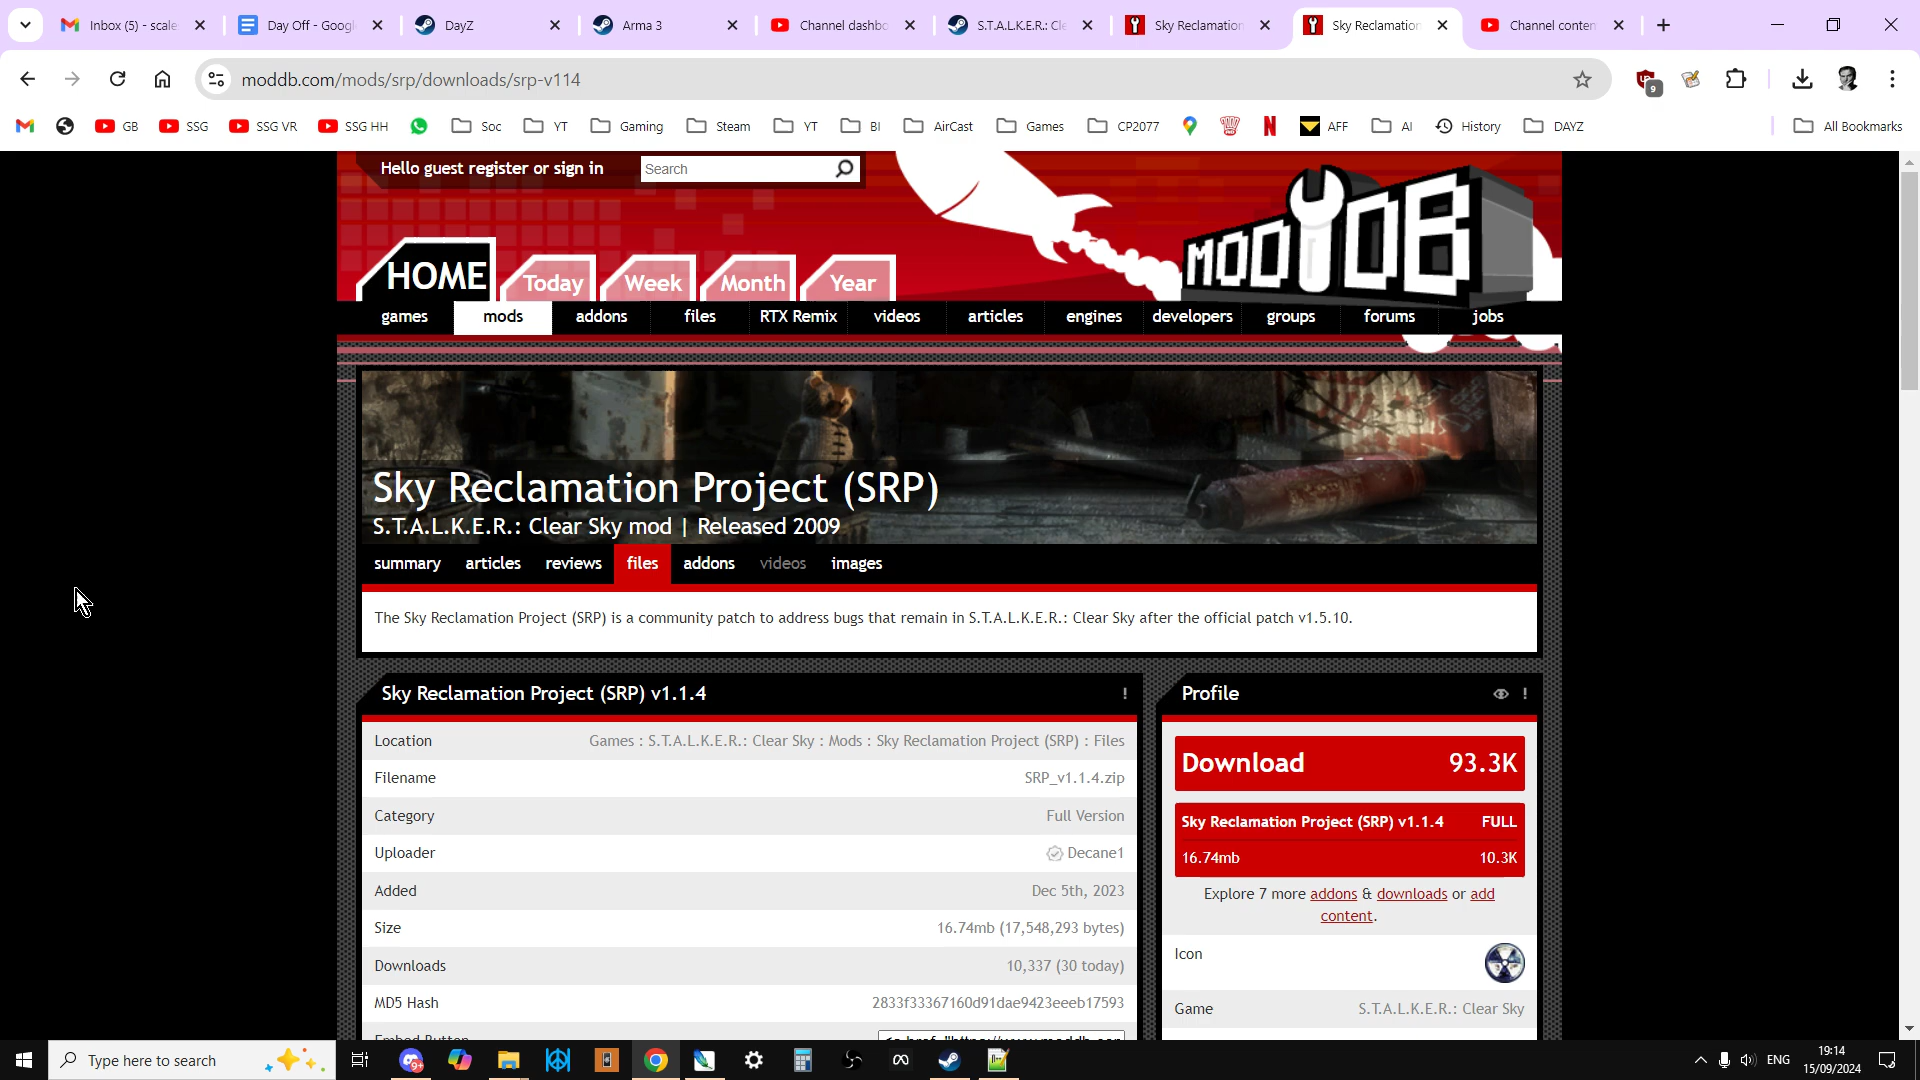 Inbox (5) - scale
Day Off - Googl
DayZ
Arma 3
Channel dashbo
S.T.A.L.K.E.R.: Cle
Sky Reclamation
Sky Reclamation
Channel conten
moddb.com/mods/srp/downloads/srp-v114
9
GB
SSG
SSG VR
SSG HH
Soc
YT
Gaming
Steam
YT
BI
AirCast
Games
CP2077
AFF
AI
History
DAYZ
All Bookmarks
Hello guest register or sign in
Search
MODDB
HOME
Today
Week
Month
Year
games
mods
addons
files
RTX Remix
videos
articles
engines
developers
groups
forums
jobs
Sky Reclamation Project (SRP)
S.T.A.L.K.E.R.: Clear Sky mod | Released 2009
summary
articles
reviews
files
addons
videos
images
The Sky Reclamation Project (SRP) is a community patch to address bugs that remain in S.T.A.L.K.E.R.: Clear Sky after the official patch v1.5.10.
Sky Reclamation Project (SRP) v1.1.4
Location Games : S.T.A.L.K.E.R.: Clear Sky : Mods : Sky Reclamation Project (SRP) : Files
Filename SRP_v1.1.4.zip
Category Full Version
Uploader Decane1
Added Dec 5th, 2023
Size 16.74mb (17,548,293 bytes)
Downloads 10,337 (30 today)
MD5 Hash 2833f33367160d91dae9423eeeb17593
Embed Button
Profile
Download 93.3K
Sky Reclamation Project (SRP) v1.1.4 FULL
16.74mb 10.3K
Explore 7 more addons & downloads or add
content.
Icon
Game S.T.A.L.K.E.R.: Clear Sky
Type here to search
9+
ENG
19:14
15/09/2024